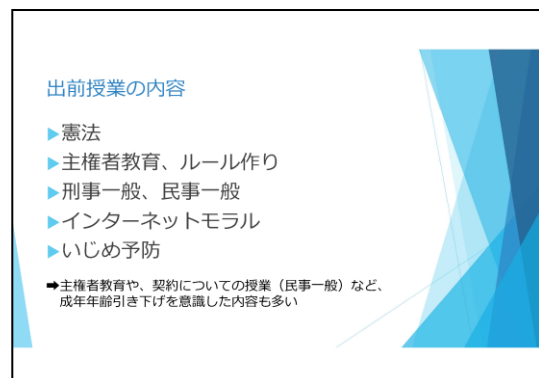 出前授業の内容
▶憲法
▶主権者教育、ルール作り
▶刑事一般、民事一般
▶インターネットモラル
▶いじめ予防
➡主権者教育や、契約についての授業（民事一般）など、
成年年齢引き下げを意識した内容も多い